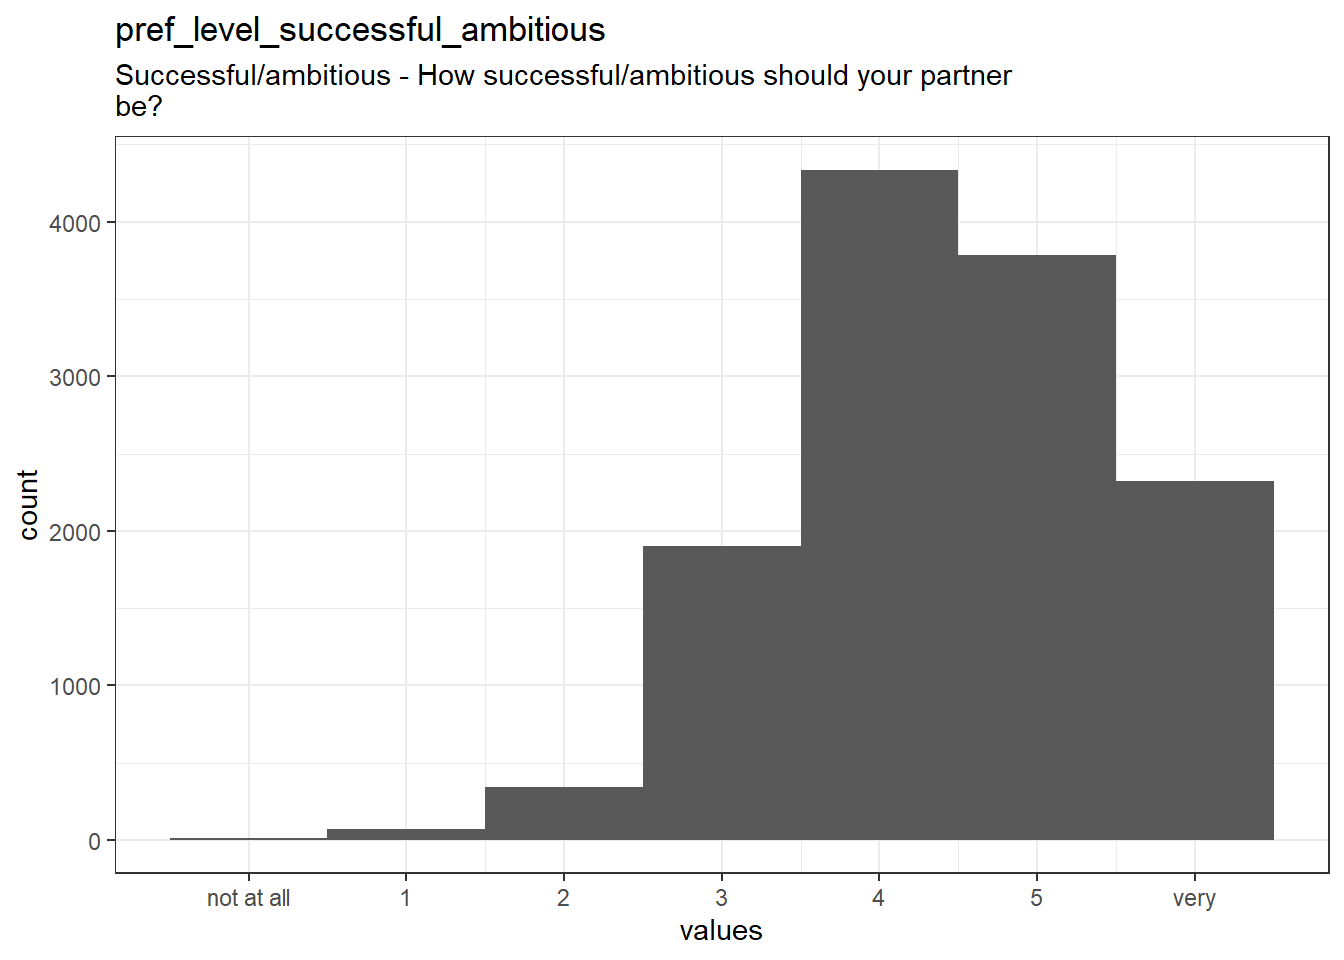 pref_level_successful_ambitious
Successful/ambitious - How successful/ambitious should your partner
be?
count
4000
3000
2000
1000
0
not at all 1 2 3 4 5 very
values